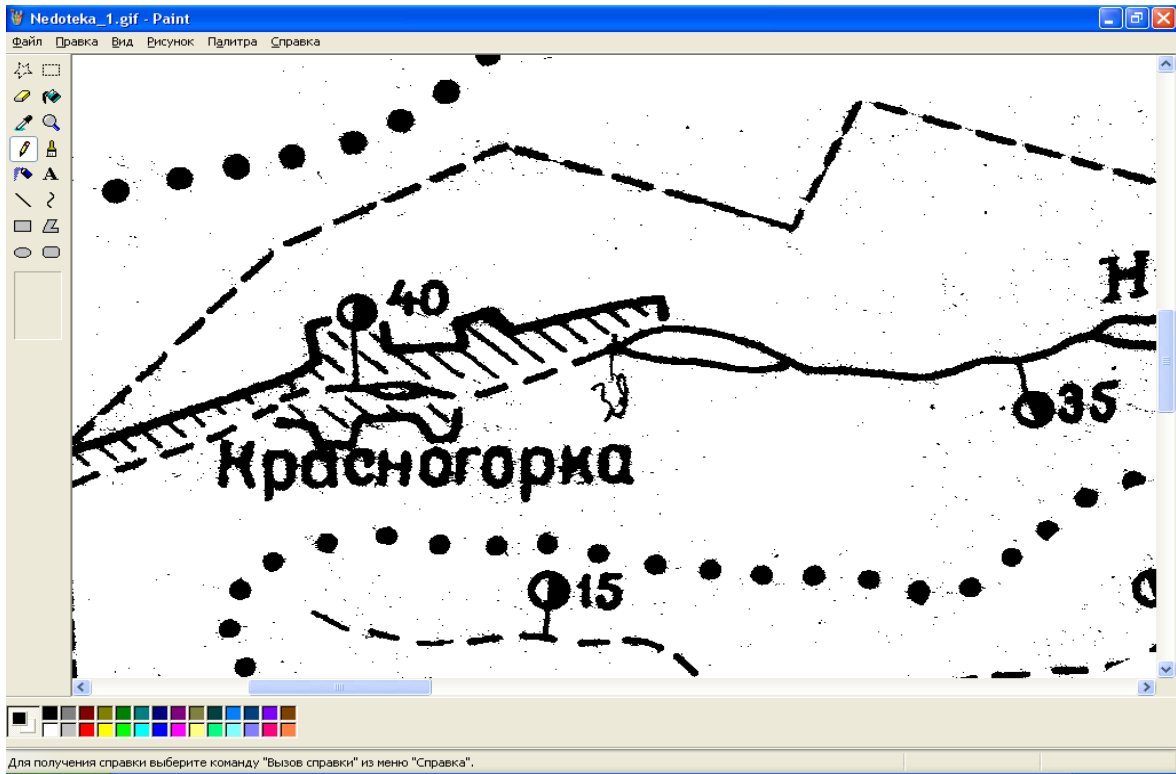 Nedoteka_1.gif - Paint
Файл Правка Вид Рисунок Палитра Справка
40
Н
38
35
Красногорка
15
Для получения справки выберите команду "Вызов справки" из меню "Справка".